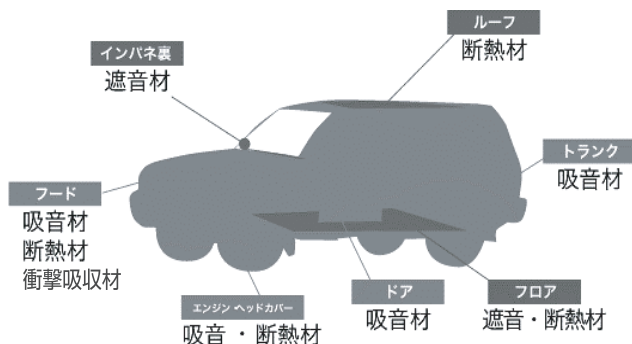 ルーフ
断熱材
インパネ裏
遮音材
トランク
吸音材
フード
吸音材
断熱材
衝撃吸収材
エンジン ヘッドカバー
吸音・断熱材
ドア
吸音材
フロア
遮音・断熱材